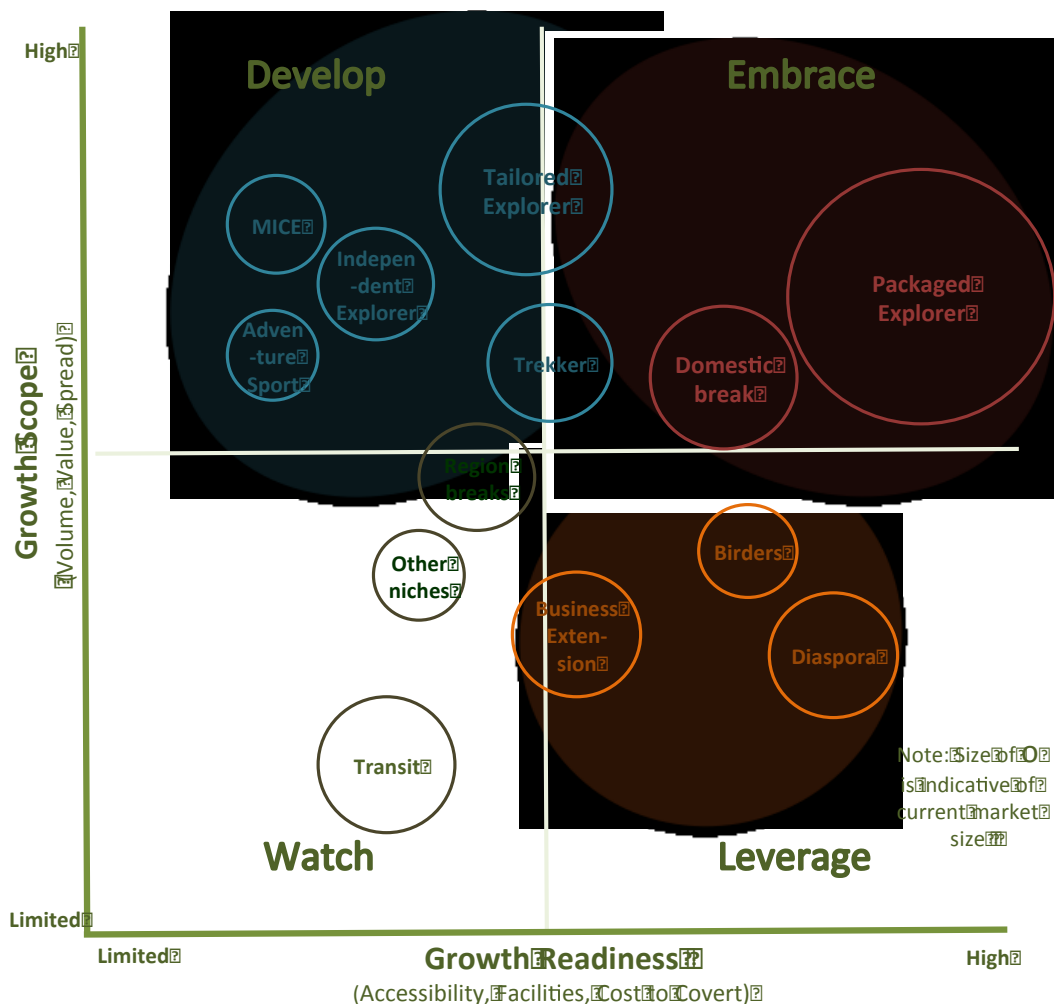 High
Develop
Embrace
Tailored
Explorer
MICE
Indepen
-dent
Explorer
Packaged
Explorer
Adven
-ture
Sport
Trekker
Domestic
break
Growth Scope
(Volume, Value, Spread)
Region
breaks
Other
niches
Birders
Business
Exten-
sion
Diaspora
Transit
Note: Size of O
is indicative of
current market
size
Watch
Leverage
Limited
Limited
Growth Readiness
High
(Accessibility, Facilities, Cost to Covert)